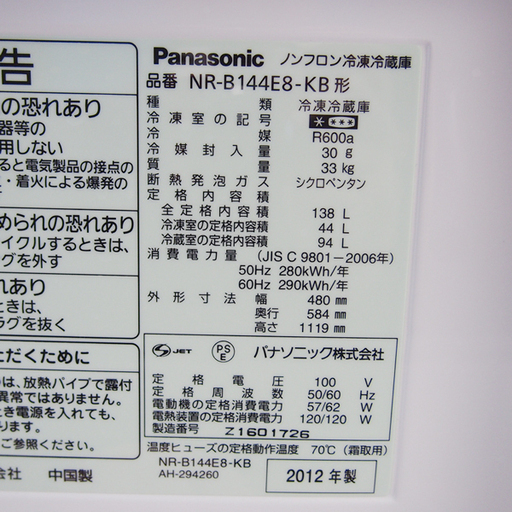 告
の恐れあり
器等の
用しない
ると電気製品の接点の
・着火による爆発の
められの恐れあり
イクルするときは、
グを外す
れあり
ときは、
ラグを抜く
ただくために
は、放熱パイプで露付
異常ではありません。
とき電源を入れても、
ご参照ください。
会社 中国製
Panasonic ノンフロン冷凍冷蔵庫
品番 NR-B144E8-KB形
種類 冷凍冷蔵庫
冷凍室の記号 * ***
冷媒 R600a
冷媒封入量 30 g
質量 33 kg
断熱発泡ガス シクロペンタン
定格内容積
全定格内容積 138 L
冷凍室の定格内容積 44 L
冷蔵室の定格内容積 94 L
消費電力量 (JIS C 9801-2006年)
50Hz 280kWh/年
60Hz 290kWh/年
外形寸法 幅 480 mm
奥行 584 mm
高さ 1119 mm
S JET PS E パナソニック株式会社
定格電圧 100 V
定格周波数 50/60 Hz
電動機の定格消費電力 57/62 W
電熱装置の定格消費電力 120/120 W
製造番号 Z1601726
温度ヒューズの定格動作温度 70℃ (霜取用)
NR-B144E8-KB
AH-294260
2012 年製